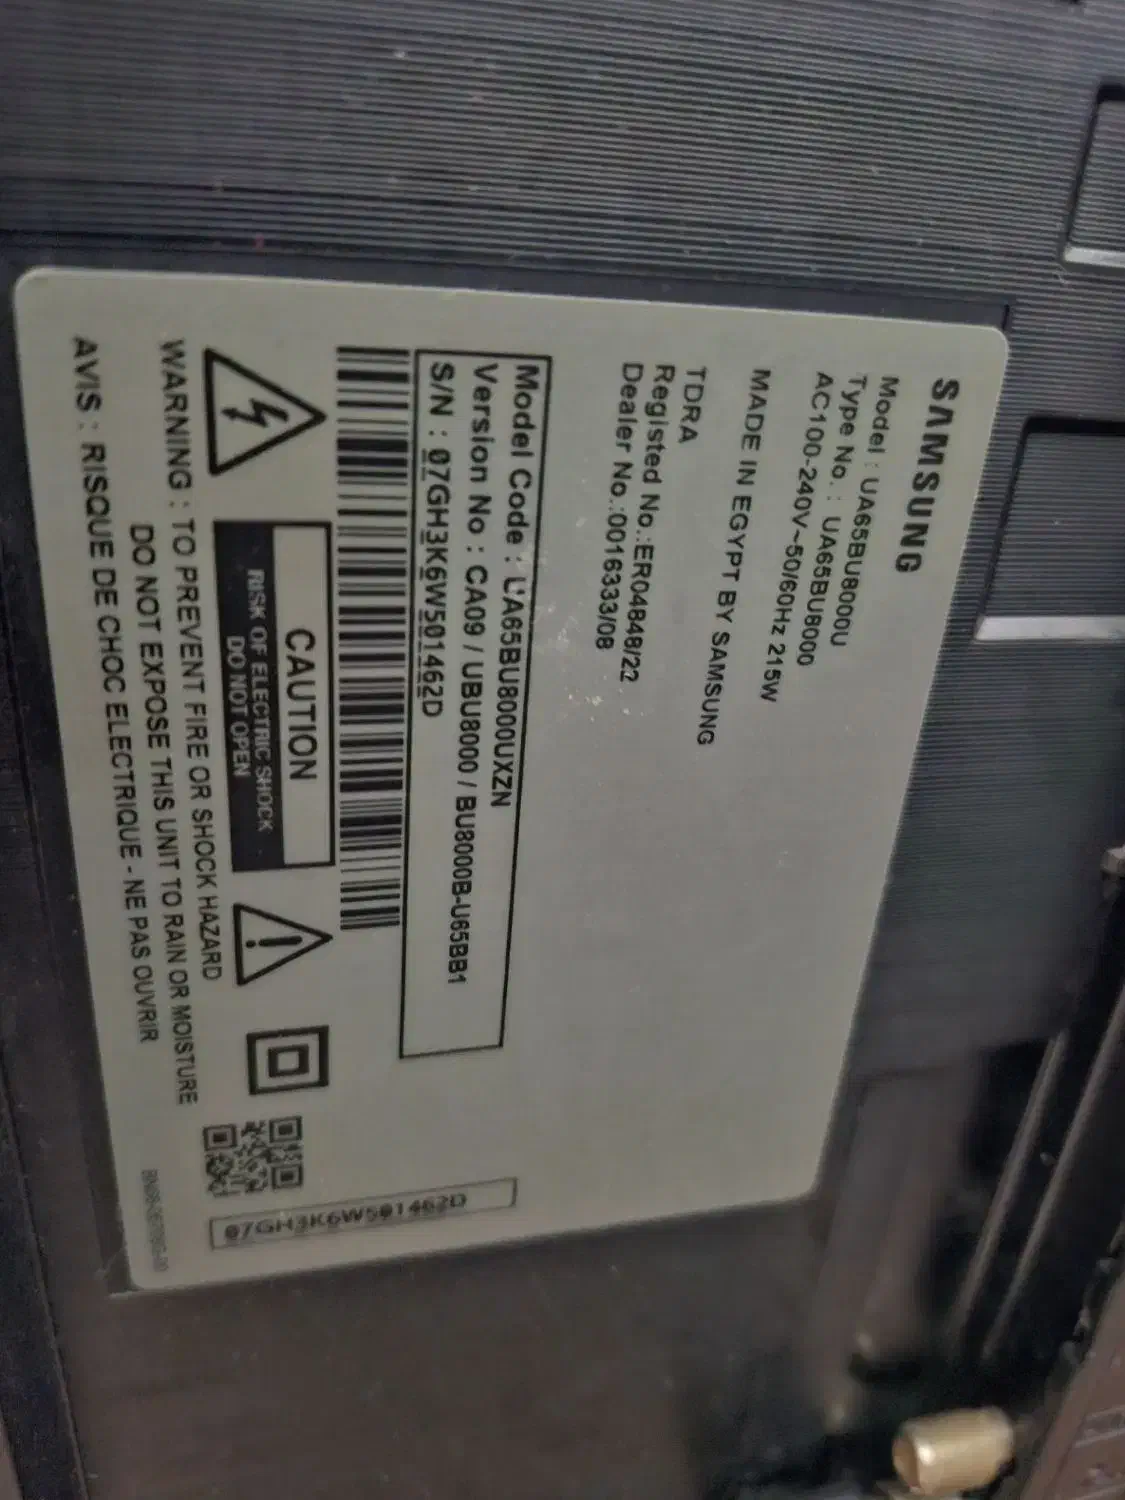 SAMSUNG
Model : UA65BU8000U
Type No. : UA65BU8000
AC100-240V~50/60Hz 215W
MADE IN EGYPT BY SAMSUNG
TDRA
Registed No.:ER04848/22
Dealer No.:0016333/08
Model Code : UA65BU8000UXZN
Version No : CA09 / UBU8000 / BU8000B-U65BB1
S/N : 07GH3K6W501462D
CAUTION
RISK OF ELECTRIC SHOCK
DO NOT OPEN
WARNING : TO PREVENT FIRE OR SHOCK HAZARD
DO NOT EXPOSE THIS UNIT TO RAIN OR MOISTURE
AVIS : RISQUE DE CHOC ELECTRIQUE - NE PAS OUVRIR
07GH3K6W501462D